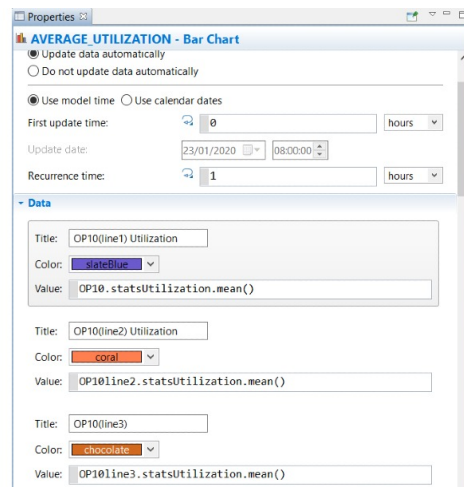 Properties
AVERAGE_UTILIZATION - Bar Chart
Update data automatically
Do not update data automatically
Use model time Use calendar dates
First update time: 0 hours
Update date: 23/01/2020 08:00:00
Recurrence time: 1 hours
Data
Title: OP10(line1) Utilization
Color: slateBlue
Value: OP10.statsUtilization.mean()
Title: OP10(line2) Utilization
Color: coral
Value: OP10line2.statsUtilization.mean()
Title: OP10(line3)
Color: chocolate
Value: OP10line3.statsUtilization.mean()